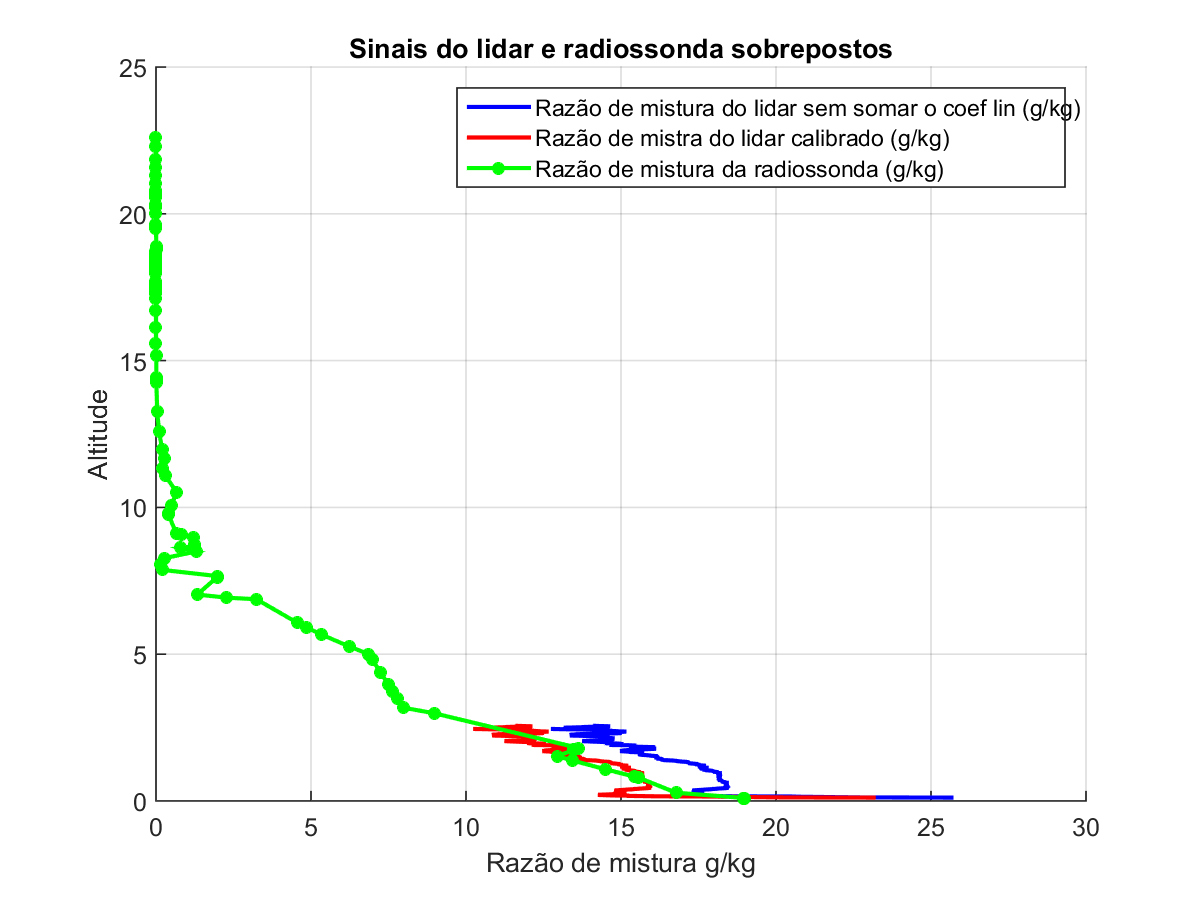 Sinais do lidar e radiossonda sobrepostos
25
Razão de mistura do lidar sem somar o coef lin (g/kg)
Razão de mistra do lidar calibrado (g/kg)
Razão de mistura da radiossonda (g/kg)
20
15
Altitude
10
5
0
0 5 10 15 20 25 30
Razão de mistura g/kg